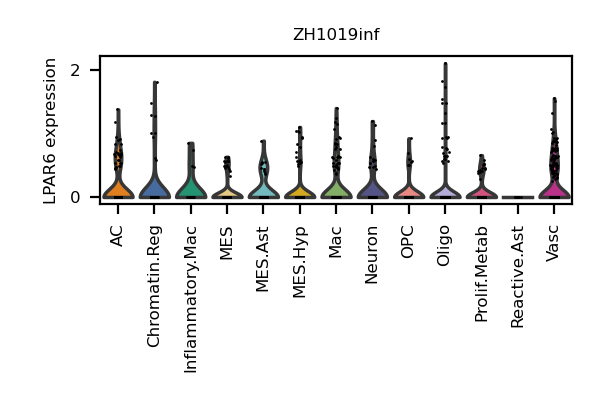 ZH1019inf
LPAR6 expression
2
0
AC
Chromatin.Reg
Inflammatory.Mac
MES
MES.Ast
MES.Hyp
Mac
Neuron
OPC
Oligo
Prolif.Metab
Reactive.Ast
Vasc